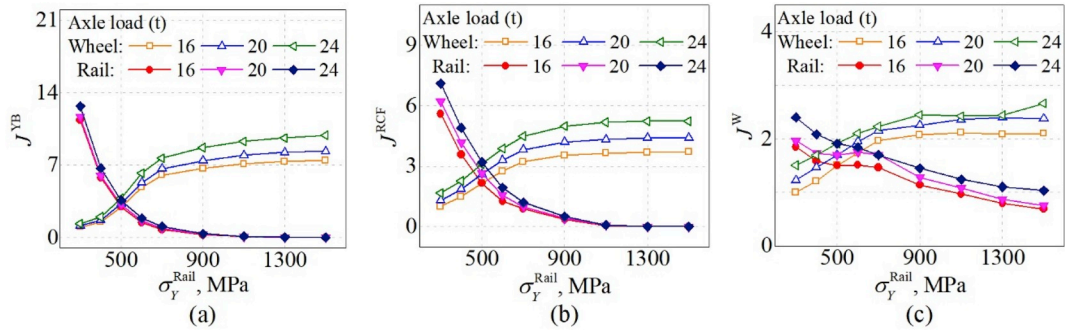 Axle load (t)
Wheel: 16 20 24
Rail: 16 20 24
21
14
7
0
J^YB
500 900 1300
σ_Y^Rail, MPa
(a)
Axle load (t)
Wheel: 16 20 24
Rail: 16 20 24
9
6
3
0
J^RCF
500 900 1300
σ_Y^Rail, MPa
(b)
Axle load (t)
Wheel: 16 20 24
Rail: 16 20 24
4
2
0
J^W
500 900 1300
σ_Y^Rail, MPa
(c)